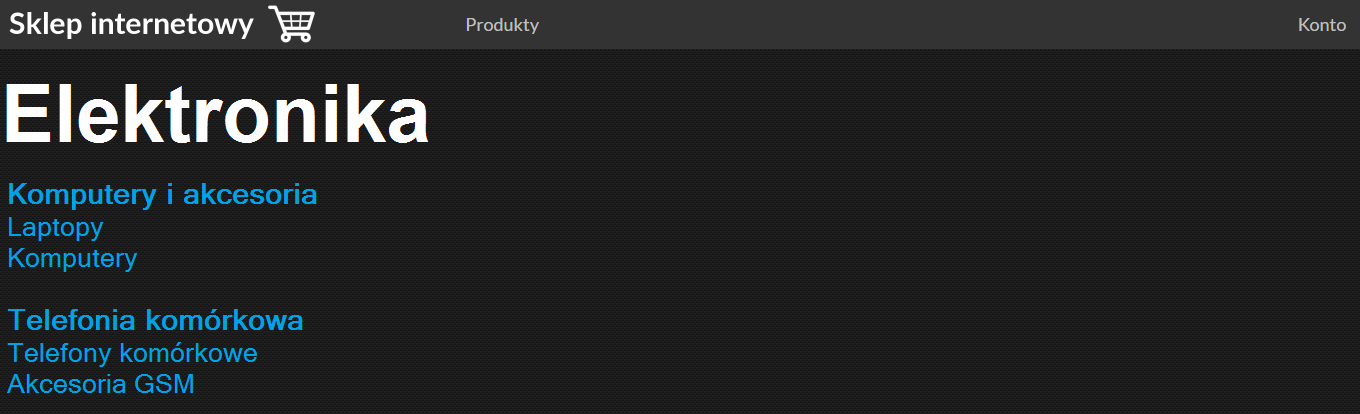 Sklep internetowy Produkty Konto
Elektronika
Komputery i akcesoria
Laptopy
Komputery
Telefonia komórkowa
Telefony komórkowe
Akcesoria GSM